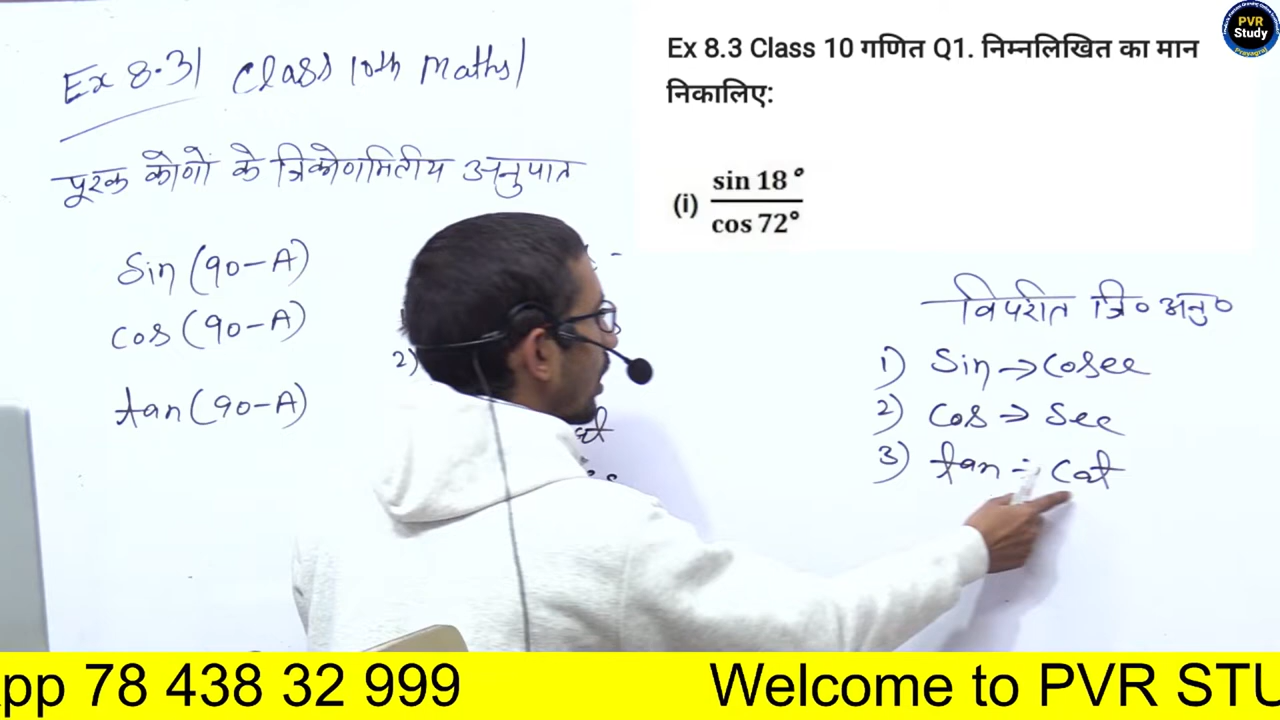 Ex 8.3| Class 10th Maths|
पूरक कोणों के त्रिकोणमितीय अनुपात
Sin (90-A)
cos (90-A)
tan (90-A)
2)
Ex 8.3 Class 10 गणित Q1. निम्नलिखित का मान
निकालिए:
(i) sin 18°
cos 72°
विपरीत त्रि० अनु०
1) Sin → Cosec
2) Cos → Sec
3) tan → Cot
PVR
Study
Prayagraj
pp 78 438 32 999 Welcome to PVR STU